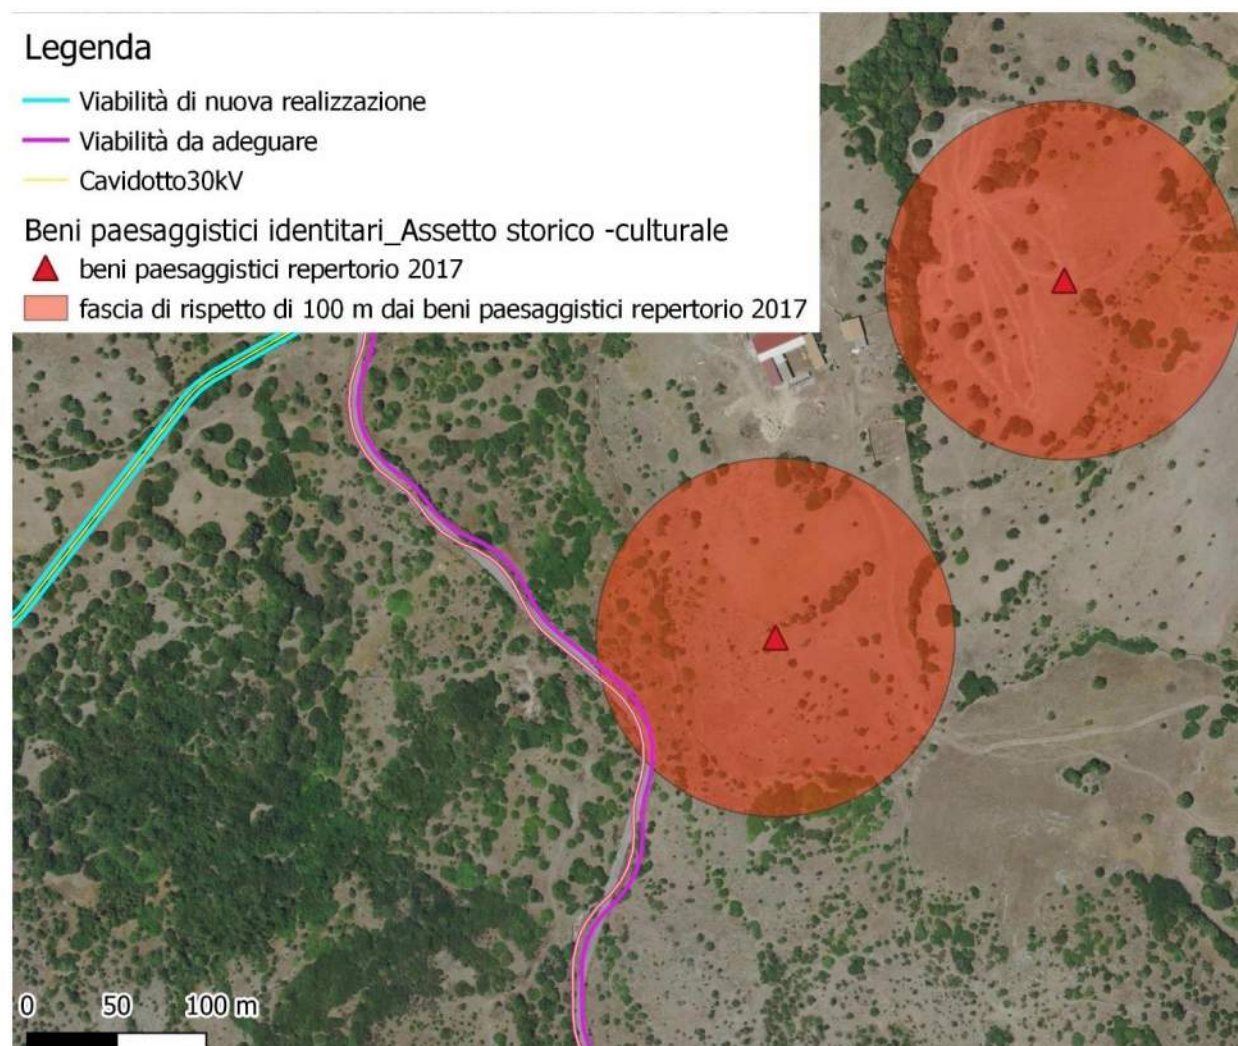 Legenda
Viabilità di nuova realizzazione
Viabilità da adeguare
Cavidotto30kV
Beni paesaggistici identitari_Assetto storico -culturale
beni paesaggistici repertorio 2017
fascia di rispetto di 100 m dai beni paesaggistici repertorio 2017
0 50 100 m